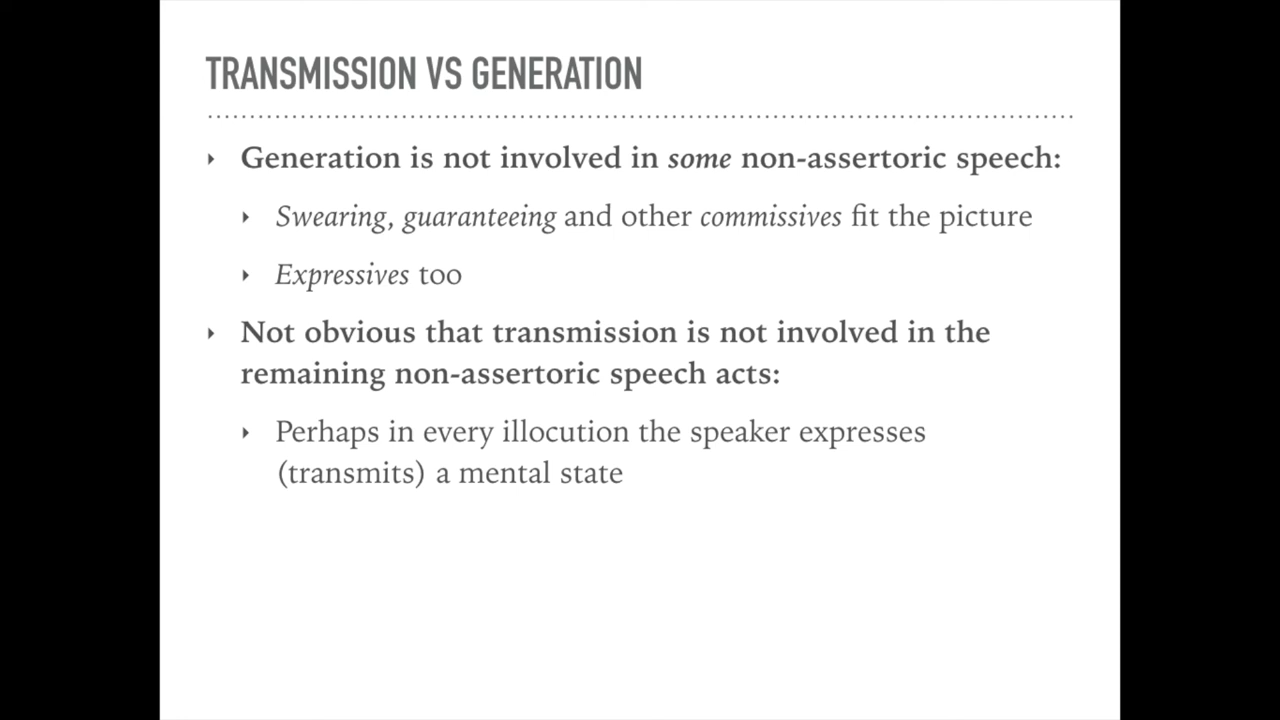 TRANSMISSION VS GENERATION
Generation is not involved in some non-assertoric speech:
Swearing, guaranteeing and other commissives fit the picture
Expressives too
Not obvious that transmission is not involved in the
remaining non-assertoric speech acts:
Perhaps in every illocution the speaker expresses
(transmits) a mental state